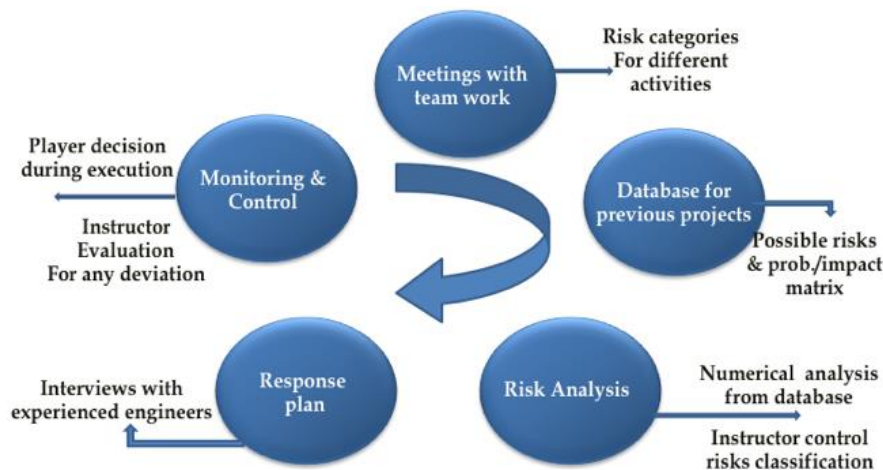 Meetings with
team work
Risk categories
For different
activities
Database for
previous projects
Possible risks
& prob./impact
matrix
Risk Analysis
Numerical analysis
from database
Instructor control
risks classification
Response
plan
Interviews with
experienced engineers
Monitoring &
Control
Player decision
during execution
Instructor
Evaluation
For any deviation